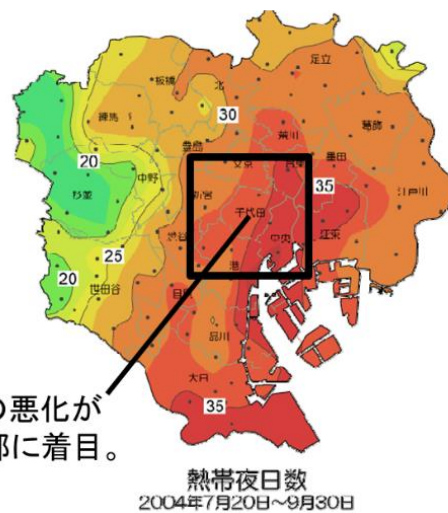 足立
板橋
北
30
練馬
葛飾
荒川
豊島
20
文京
台東
墨田
中野
35
杉並
新宿
江戸川
千代田
江東
渋谷
中央
25
港
20
世田谷
目黒
品川
大田
の悪化が
35
部に着目。
熱帯夜日数
2004年7月20日~9月30日